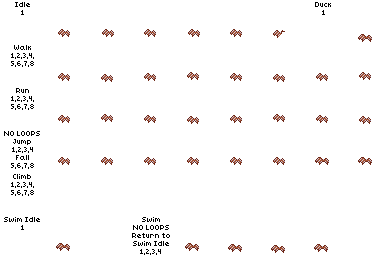 Idle
1
Duck
1
Walk
1,2,3,4,
5,6,7,8
Run
1,2,3,4,
5,6,7,8
NO LOOPS
Jump
1,2,3,4
Fall
5,6,7,8
Climb
1,2,3,4,
5,6,7,8
Swim Idle
1
Swim
NO LOOPS
Return to
Swim Idle
1,2,3,4